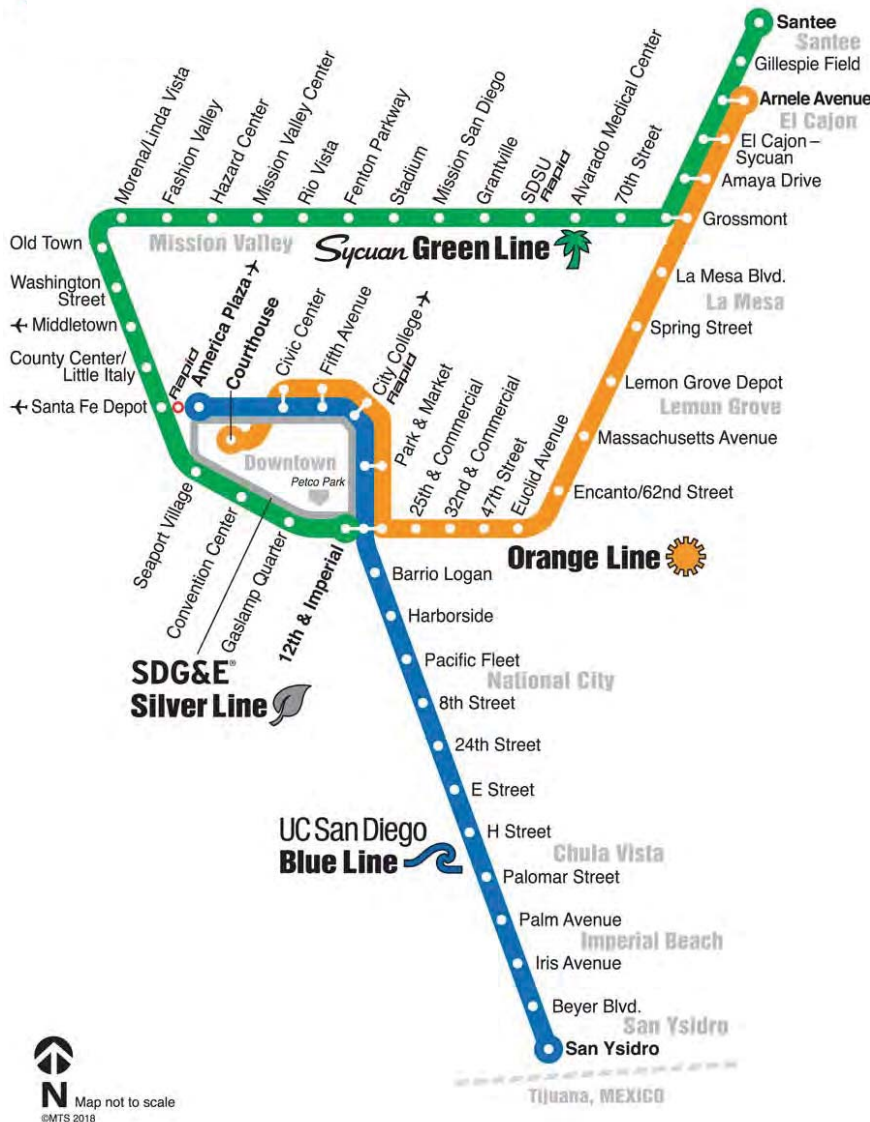 Santee
Santee
Gillespie Field
Arnele Avenue
El Cajon
El Cajon –
Sycuan
Amaya Drive
Grossmont
Morena/Linda Vista
Fashion Valley
Hazard Center
Mission Valley Center
Rio Vista
Fenton Parkway
Stadium
Mission San Diego
Grantville
SDSU
Rapid
Alvarado Medical Center
70th Street
Mission Valley
Sycuan Green Line
Old Town
Washington
Street
Middletown
County Center/
Little Italy
Santa Fe Depot
Rapid
America Plaza
Courthouse
Civic Center
Fifth Avenue
City College
Rapid
Park & Market
25th & Commercial
32nd & Commercial
47th Street
Euclid Avenue
La Mesa Blvd.
La Mesa
Spring Street
Lemon Grove Depot
Lemon Grove
Massachusetts Avenue
Encanto/62nd Street
Downtown
Petco Park
Seaport Village
Convention Center
Gaslamp Quarter
12th & Imperial
Orange Line
SDG&E®
Silver Line
Barrio Logan
Harborside
Pacific Fleet
National City
8th Street
24th Street
E Street
H Street
UC San Diego
Blue Line
Chula Vista
Palomar Street
Palm Avenue
Imperial Beach
Iris Avenue
Beyer Blvd.
San Ysidro
San Ysidro
Tijuana, MEXICO
N Map not to scale
©MTS 2018